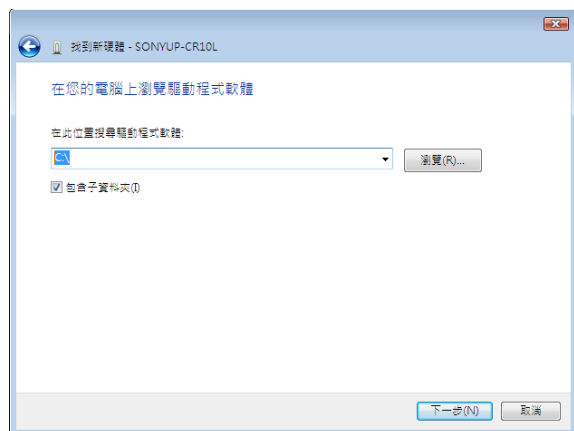 找到新硬體 - SONYUP-CR10L
在您的電腦上瀏覽驅動程式軟體
在此位置搜尋驅動程式軟體:
C:\
瀏覽(R)...
包含子資料夾(I)
下一步(N)
取消